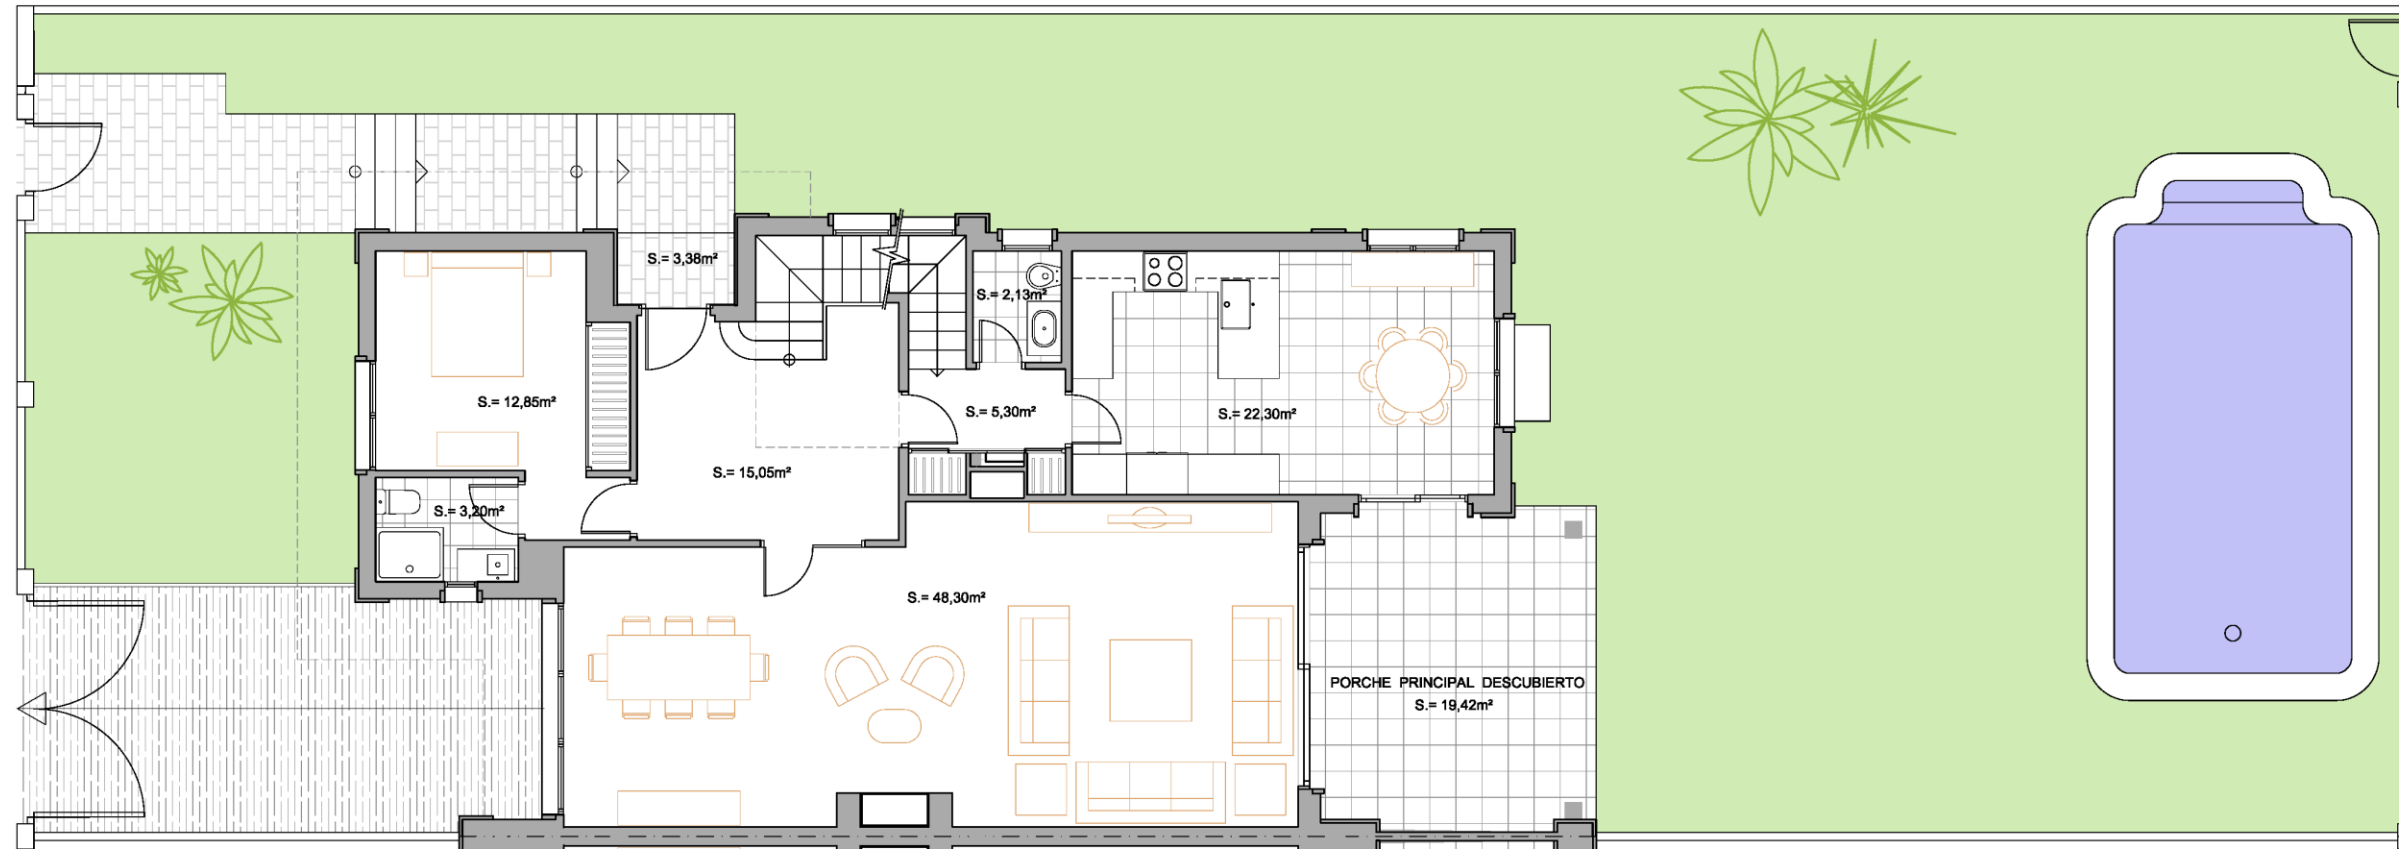 S.= 3,38m²
S.= 2,13m²
S.= 12,85m²
S.= 5,30m²
S.= 22,30m²
S.= 15,05m²
S.= 3,20m²
S.= 48,30m²
PORCHE PRINCIPAL DESCUBIERTO
S.= 19,42m²